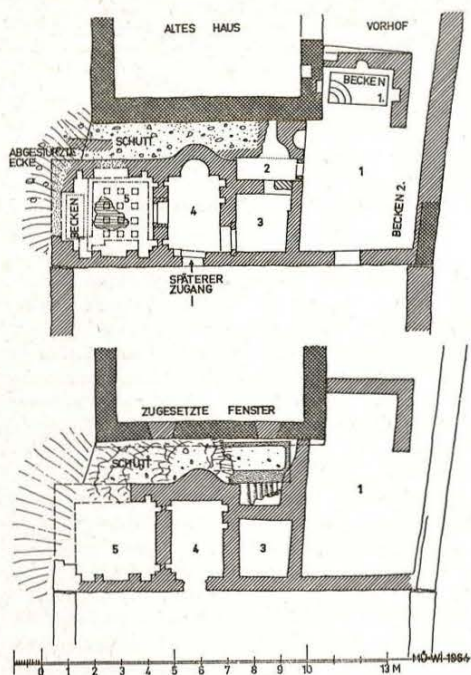 ALTES HAUS
VORHOF
BECKEN
1.
SCHUTT
ABGESTÜRZTE
ECKE
2
1
5
BECKEN
4
3
BECKEN 2.
SPÄTERER
ZUGANG
ZUGESETZTE FENSTER
SCHUTT
1
5
4
3
MÜ-WI 1964
0 1 2 3 4 5 6 7 8 9 10 13 M